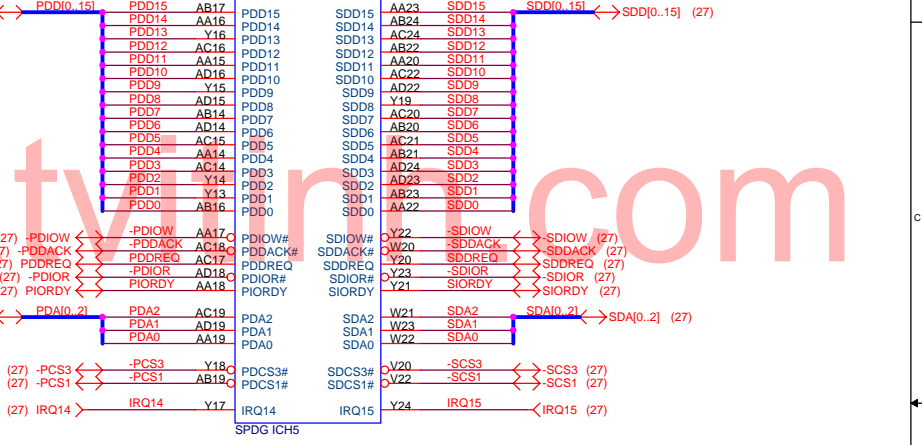 PDD[0..15] PDD15 AB17 PDD15 SDD15 AA23 SDD15 SDD[0..15] SDD[0..15] (27)
PDD14 AA16 PDD14 SDD14 AB24 SDD14
PDD13 Y16 PDD13 SDD13 AC24 SDD13
PDD12 AC16 PDD12 SDD12 AB22 SDD12
PDD11 AA15 PDD11 SDD11 AA20 SDD11
PDD10 AD16 PDD10 SDD10 AC22 SDD10
PDD9 Y15 PDD9 SDD9 AD22 SDD9
PDD8 AD15 PDD8 SDD8 Y19 SDD8
PDD7 AB14 PDD7 SDD7 AC20 SDD7
PDD6 AD14 PDD6 SDD6 AB20 SDD6
PDD5 AC15 PDD5 SDD5 AC21 SDD5
PDD4 AA14 PDD4 SDD4 AB21 SDD4
PDD3 AC14 PDD3 SDD3 AD24 SDD3
PDD2 Y14 PDD2 SDD2 AD23 SDD2
PDD1 Y13 PDD1 SDD1 AB23 SDD1
PDD0 AB16 PDD0 SDD0 AA22 SDD0
tvitinh.com
C
27) -PDIOW -PDIOW AA17 PDIOW# SDIOW# Y22 -SDIOW -SDIOW (27)
7) -PDDACK -PDDACK AC18 PDDACK# SDDACK# W20 -SDDACK -SDDACK (27)
27) PDDREQ PDDREQ AC17 PDDREQ SDDREQ Y20 SDDREQ SDDREQ (27)
(27) -PDIOR -PDIOR AD18 PDIOR# SDIOR# Y23 -SDIOR -SDIOR (27)
27) PIORDY PIORDY AA18 PIORDY SIORDY Y21 SIORDY SIORDY (27)
PDA[0..2] PDA2 AC19 PDA2 SDA2 W21 SDA2 SDA[0..2] SDA[0..2] (27)
PDA1 AD19 PDA1 SDA1 W23 SDA1
PDA0 AA19 PDA0 SDA0 W22 SDA0
(27) -PCS3 -PCS3 Y18 PDCS3# SDCS3# V20 -SCS3 -SCS3 (27)
(27) -PCS1 -PCS1 AB19 PDCS1# SDCS1# V22 -SCS1 -SCS1 (27)
(27) IRQ14 IRQ14 Y17 IRQ14 IRQ15 Y24 IRQ15 IRQ15 (27)
SPDG ICH5